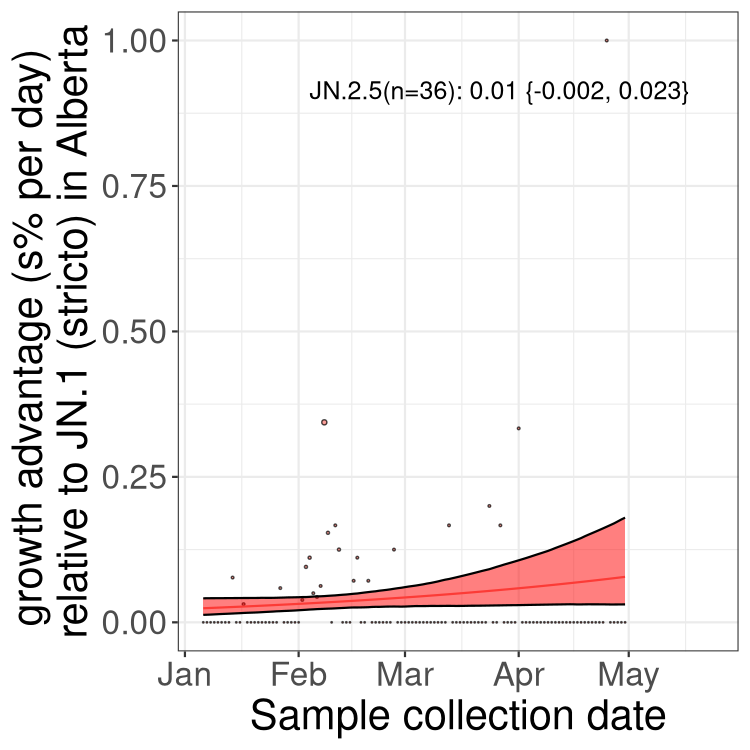 growth advantage (s% per day)
relative to JN.1 (stricto) in Alberta
1.00
0.75
0.50
0.25
0.00
JN.2.5(n=36): 0.01 {-0.002, 0.023}
Jan Feb Mar Apr May
Sample collection date